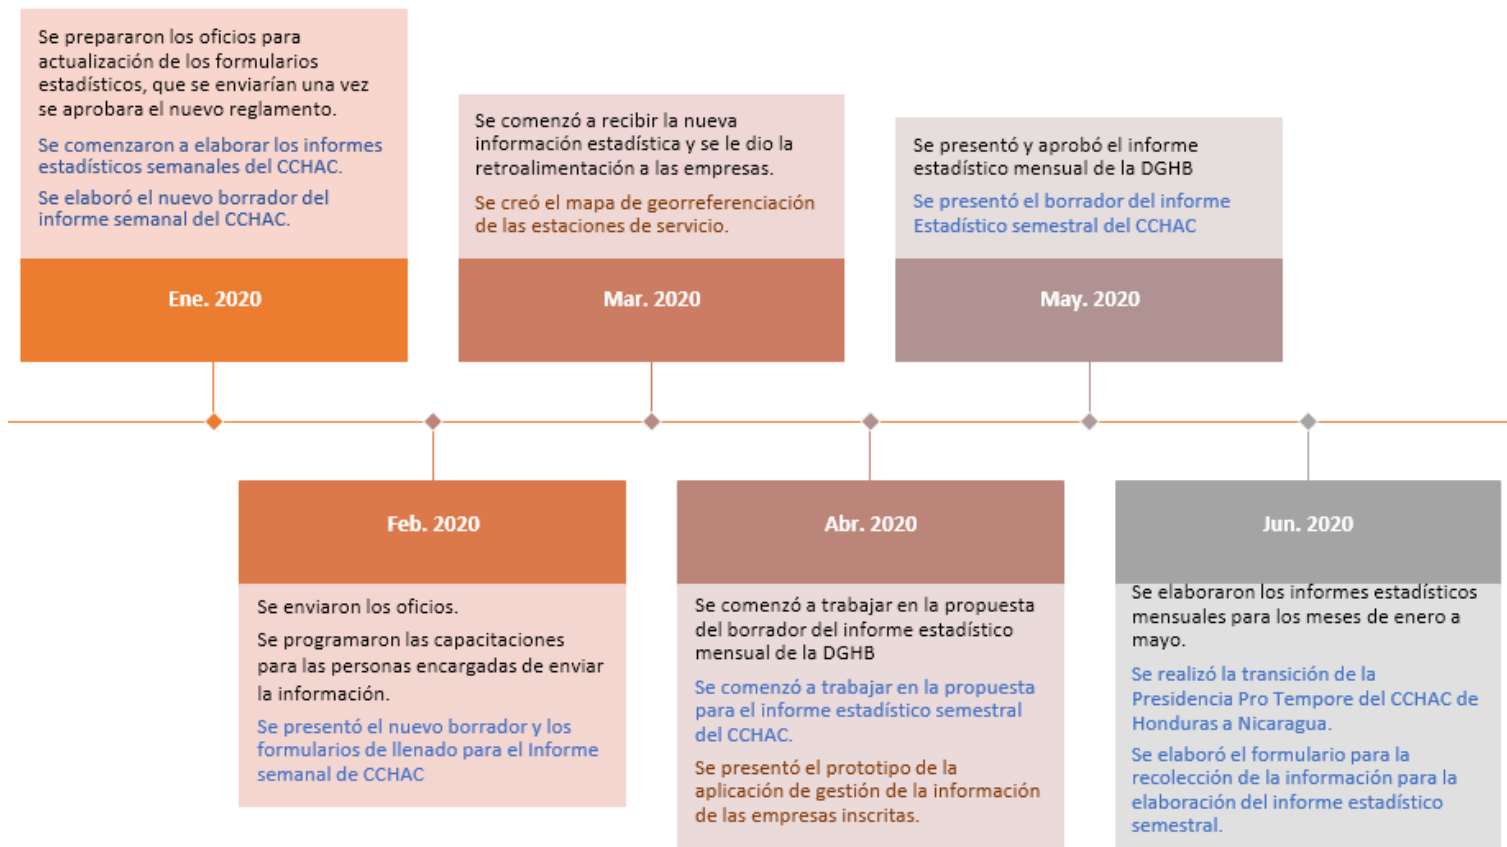 Se prepararon los oficios para
actualización de los formularios
estadísticos, que se enviarían una vez
se aprobara el nuevo reglamento.
Se comenzaron a elaborar los informes
estadísticos semanales del CCHAC.
Se elaboró el nuevo borrador del
informe semanal del CCHAC.
Ene. 2020
Se enviaron los oficios.
Se programaron las capacitaciones
para las personas encargadas de enviar
la información.
Se presentó el nuevo borrador y los
formularios de llenado para el Informe
semanal de CCHAC
Feb. 2020
Se comenzó a recibir la nueva
información estadística y se le dio la
retroalimentación a las empresas.
Se creó el mapa de georreferenciación
de las estaciones de servicio.
Mar. 2020
Abr. 2020
Se comenzó a trabajar en la propuesta
del borrador del informe estadístico
mensual de la DGHB
Se comenzó a trabajar en la propuesta
para el informe estadístico semestral
del CCHAC.
Se presentó el prototipo de la
aplicación de gestión de la información
de las empresas inscritas.
Se presentó y aprobó el informe
estadístico mensual de la DGHB
Se presentó el borrador del informe
Estadístico semestral del CCHAC
May. 2020
Jun. 2020
Se elaboraron los informes estadísticos
mensuales para los meses de enero a
mayo.
Se realizó la transición de la
Presidencia Pro Tempore del CCHAC de
Honduras a Nicaragua.
Se elaboró el formulario para la
recolección de la información para la
elaboración del informe estadístico
semestral.